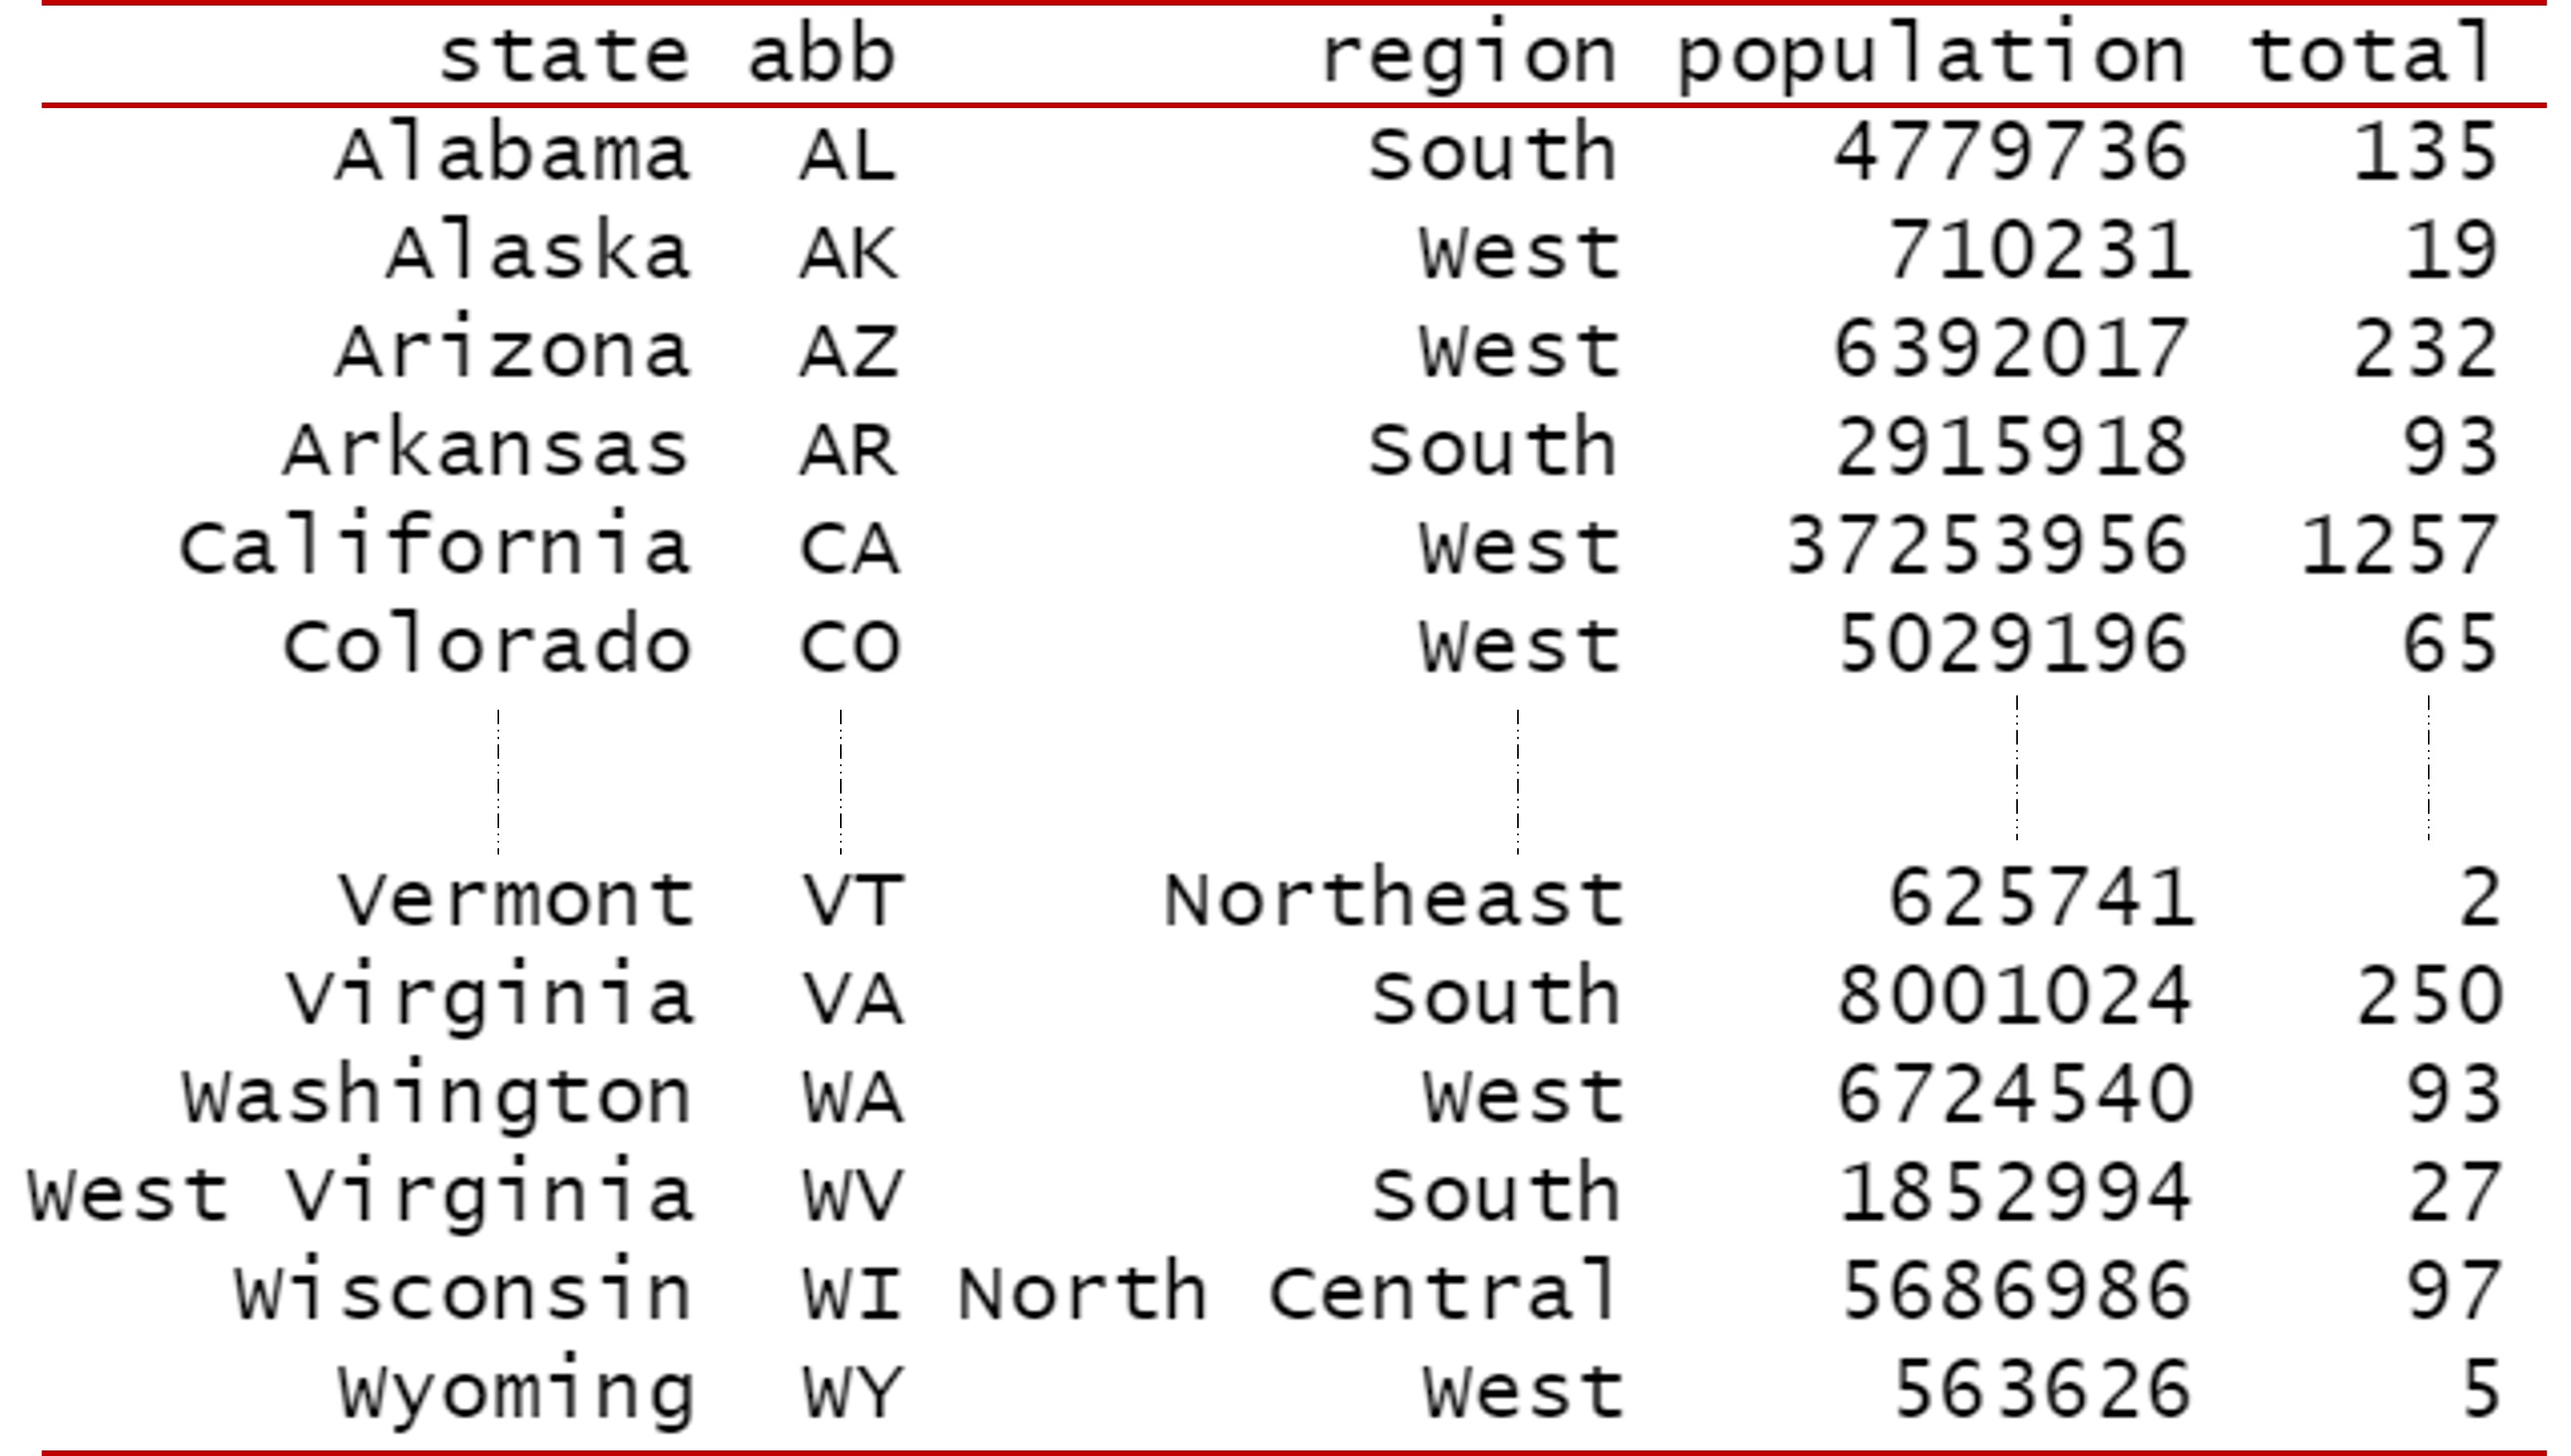 state abb region population total
Alabama AL South 4779736 135
Alaska AK West 710231 19
Arizona AZ West 6392017 232
Arkansas AR South 2915918 93
California CA West 37253956 1257
Colorado CO West 5029196 65
Vermont VT Northeast 625741 2
Virginia VA South 8001024 250
Washington WA West 6724540 93
West Virginia WV South 1852994 27
Wisconsin WI North Central 5686986 97
Wyoming WY West 563626 5